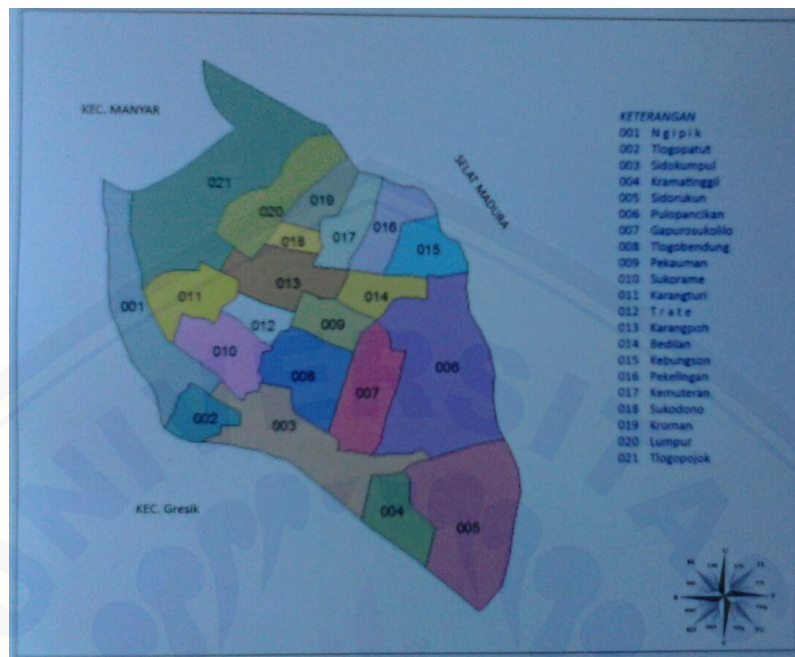 KEC. MANYAR
SELAT MADURA
KEC. Gresik
021
020
019
018
017
016
015
013
014
001
011
012
009
010
008
007
006
002
003
004
005
KETERANGAN
001 Ngipik
002 Tlogopatut
003 Sidokumpul
004 Kramatinggil
005 Sidorukun
006 Pulopancikan
007 Gapurosukolilo
008 Tlogobendung
009 Pekauman
010 Sukorame
011 Karangturi
012 Trate
013 Karangpoh
014 Bedilan
015 Kebungson
016 Pekelingan
017 Kemuteran
018 Sukodono
019 Kroman
020 Lumpur
021 Tlogopojok
UNIVERSITAS